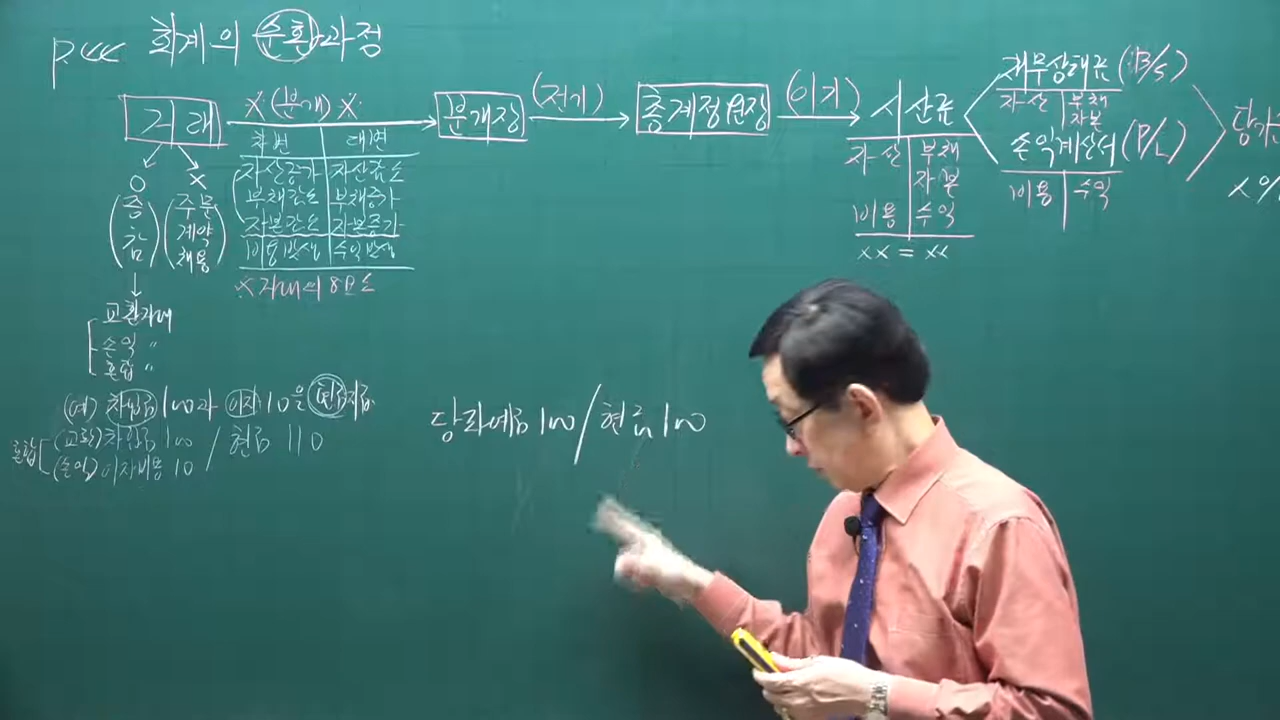 P.<< 회계의 순환과정
거래 ※(분개)※ 분개장 (전기) 총계정원장 (이기) 시산표
차변 대변
자산증가 자산감소
부채감소 부채증가
자본감소 자본증가
비용발생 수익발생
※거래의 8요소
○ ×
(증감) (주문 계약 채용)
교환거래
손익 〃
혼합 〃
(예) 차입금 100과 이자 10을 현금지급
혼합 (교환) 차입금 100 / 현금 110
(손익) 이자비용 10
당좌예금 100 / 현금 100
자산 부채
자본
비용 수익
×× = ××
재무상태표 (B/S)
자산 부채
자본
손익계산서 (P/L)
비용 수익